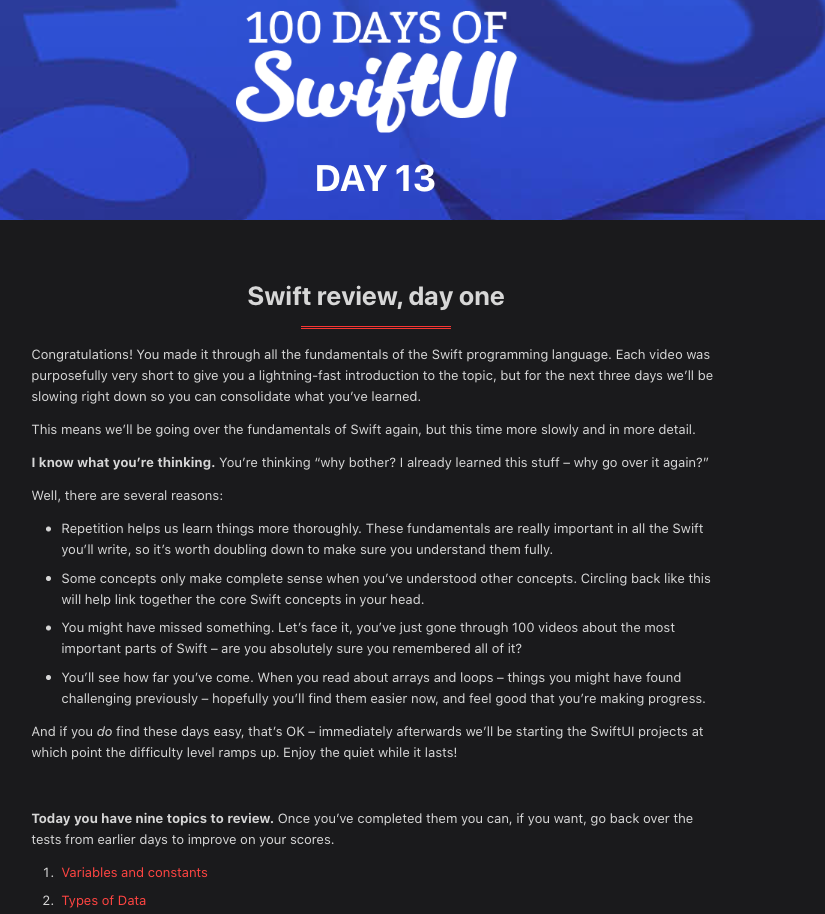 100 DAYS OF
SwiftUI
DAY 13
Swift review, day one
Congratulations! You made it through all the fundamentals of the Swift programming language. Each video was
purposefully very short to give you a lightning-fast introduction to the topic, but for the next three days we’ll be
slowing right down so you can consolidate what you’ve learned.
This means we’ll be going over the fundamentals of Swift again, but this time more slowly and in more detail.
I know what you’re thinking. You’re thinking “why bother? I already learned this stuff – why go over it again?”
Well, there are several reasons:
• Repetition helps us learn things more thoroughly. These fundamentals are really important in all the Swift
you’ll write, so it’s worth doubling down to make sure you understand them fully.
• Some concepts only make complete sense when you’ve understood other concepts. Circling back like this
will help link together the core Swift concepts in your head.
• You might have missed something. Let’s face it, you’ve just gone through 100 videos about the most
important parts of Swift – are you absolutely sure you remembered all of it?
• You’ll see how far you’ve come. When you read about arrays and loops – things you might have found
challenging previously – hopefully you’ll find them easier now, and feel good that you’re making progress.
And if you do find these days easy, that’s OK – immediately afterwards we’ll be starting the SwiftUI projects at
which point the difficulty level ramps up. Enjoy the quiet while it lasts!
Today you have nine topics to review. Once you’ve completed them you can, if you want, go back over the
tests from earlier days to improve on your scores.
1. Variables and constants
2. Types of Data